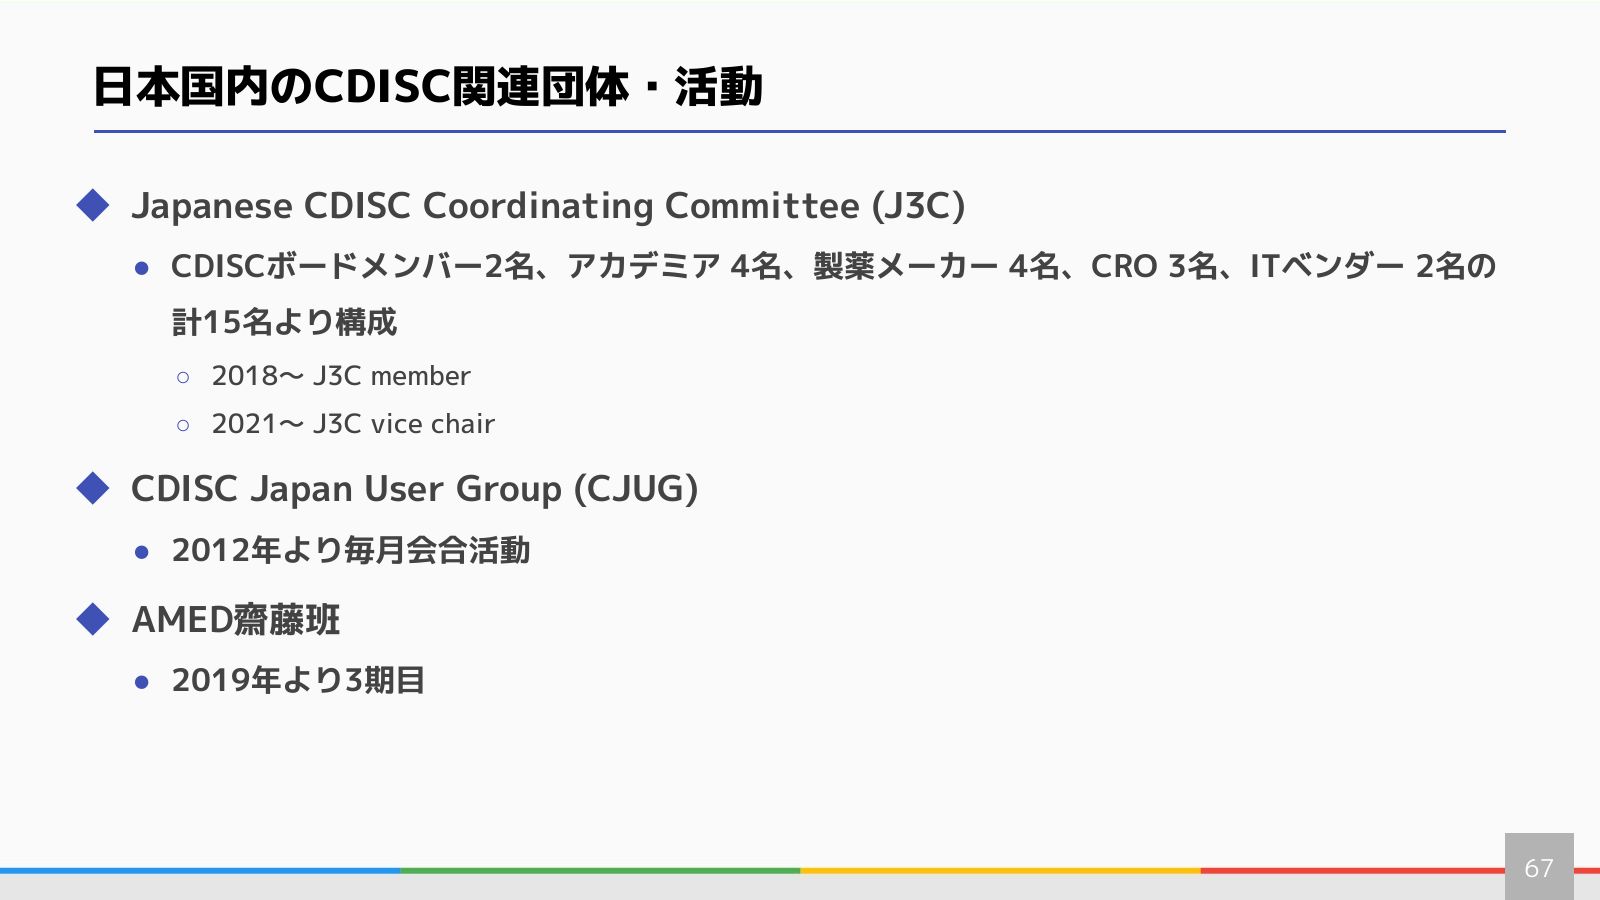 日本国内のCDISC関連団体・活動
Japanese CDISC Coordinating Committee (J3C)
CDISCボードメンバー2名、アカデミア 4名、製薬メーカー 4名、CRO 3名、ITベンダー 2名の
計15名より構成
2018～ J3C member
2021～ J3C vice chair
CDISC Japan User Group (CJUG)
2012年より毎月会合活動
AMED齋藤班
2019年より3期目
67